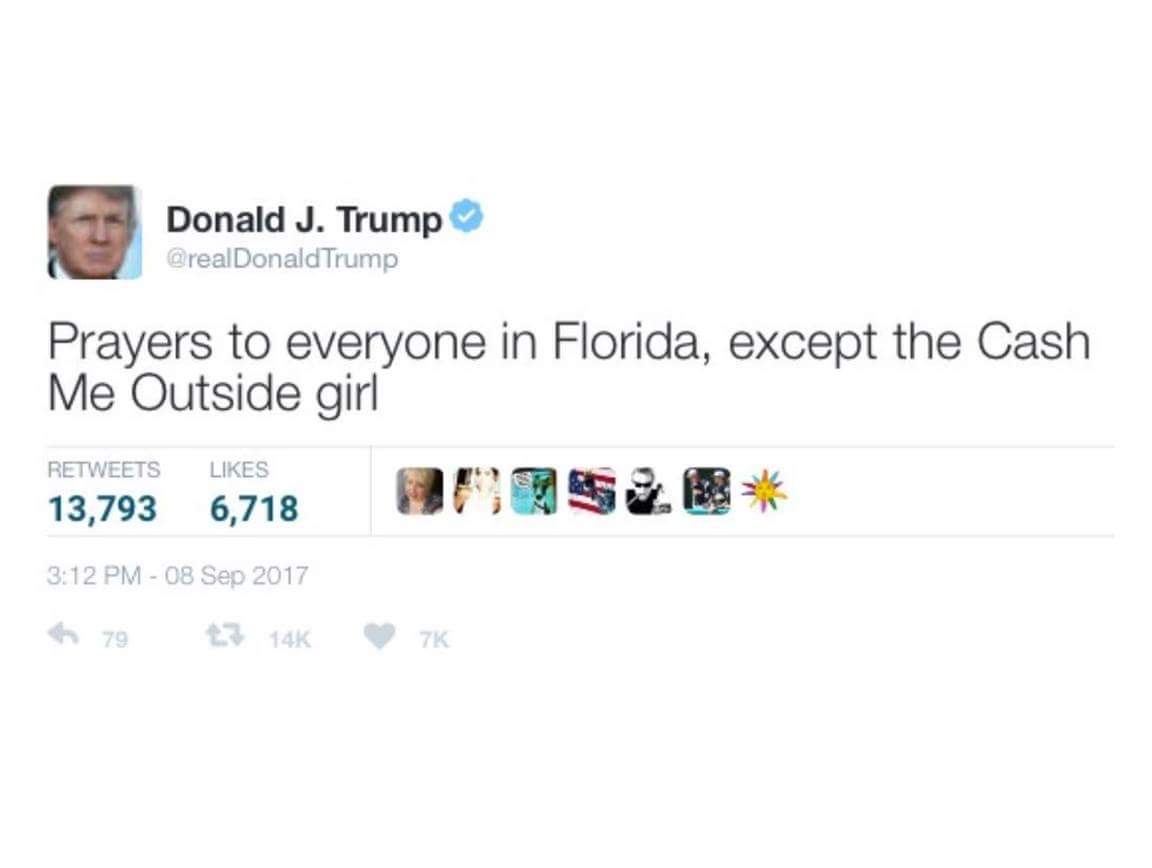 Donald J. Trump
@realDonaldTrump
Prayers to everyone in Florida, except the Cash
Me Outside girl
RETWEETS LIKES
13,793 6,718
3:12 PM - 08 Sep 2017
79 14K 7K